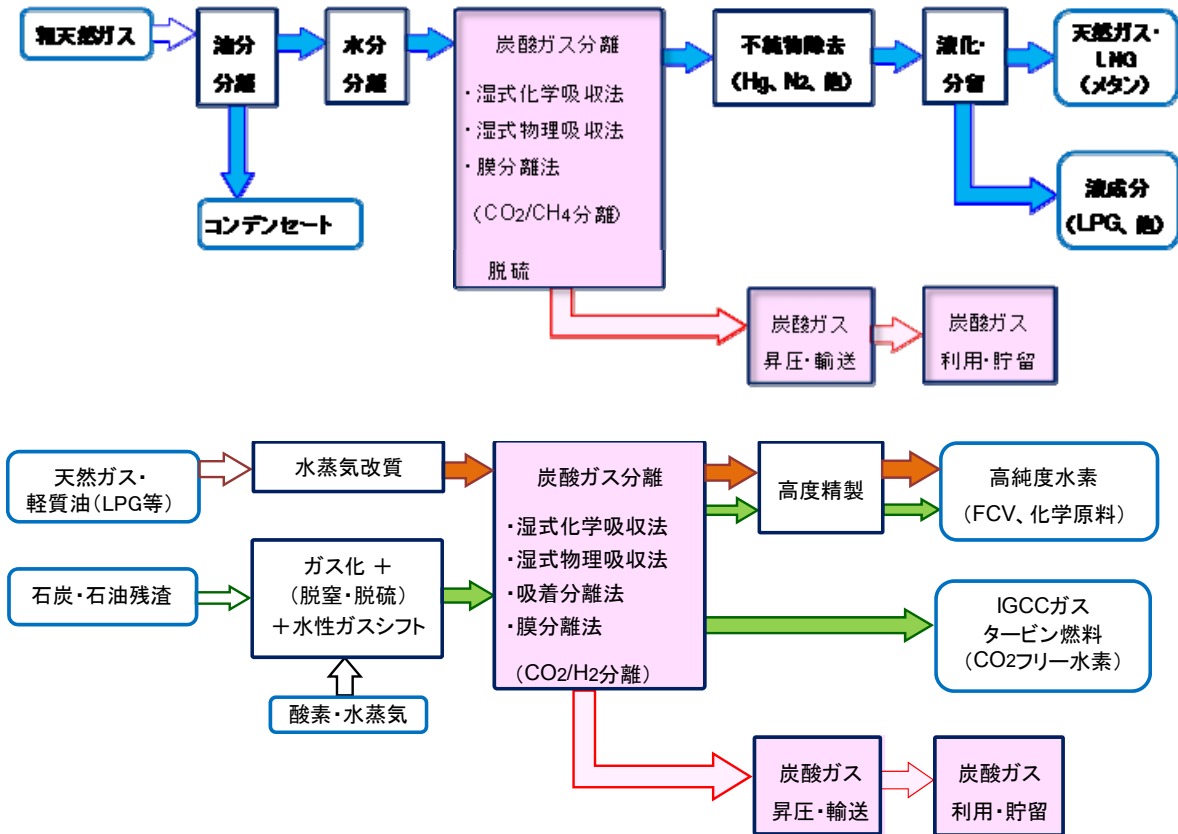 粗天然ガス
油分
分離
水分
分離
炭酸ガス分離
・湿式化学吸収法
・湿式物理吸収法
・膜分離法
(CO2/CH4分離)
脱硫
不純物除去
(Hg、N2、他)
液化・
分留
天然ガス・
LNG
(メタン)
コンデンセート
液成分
(LPG、他)
炭酸ガス
昇圧・輸送
炭酸ガス
利用・貯留
天然ガス・
軽質油(LPG等)
水蒸気改質
炭酸ガス分離
・湿式化学吸収法
・湿式物理吸収法
・吸着分離法
・膜分離法
(CO2/H2分離)
高度精製
高純度水素
(FCV、化学原料)
石炭・石油残渣
ガス化 +
(脱窒・脱硫)
+水性ガスシフト
酸素・水蒸気
IGCCガス
タービン燃料
(CO2フリー水素)
炭酸ガス
昇圧・輸送
炭酸ガス
利用・貯留